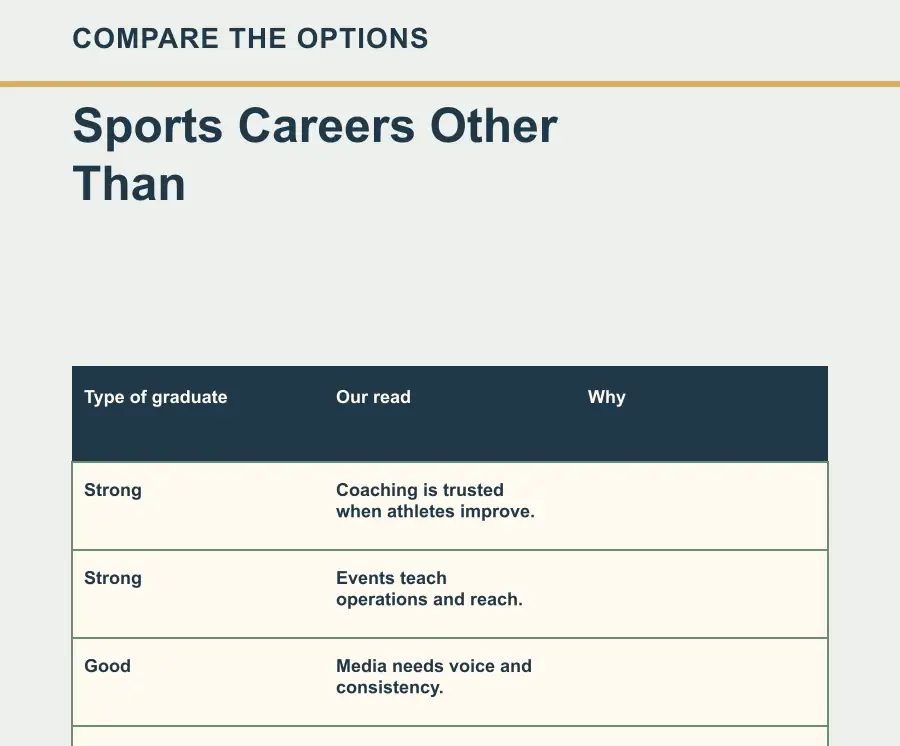 COMPARE THE OPTIONS
Sports Careers Other
Than
Type of graduate
Our read
Why
Strong
Coaching is trusted
when athletes improve.
Strong
Events teach
operations and reach.
Good
Media needs voice and
consistency.